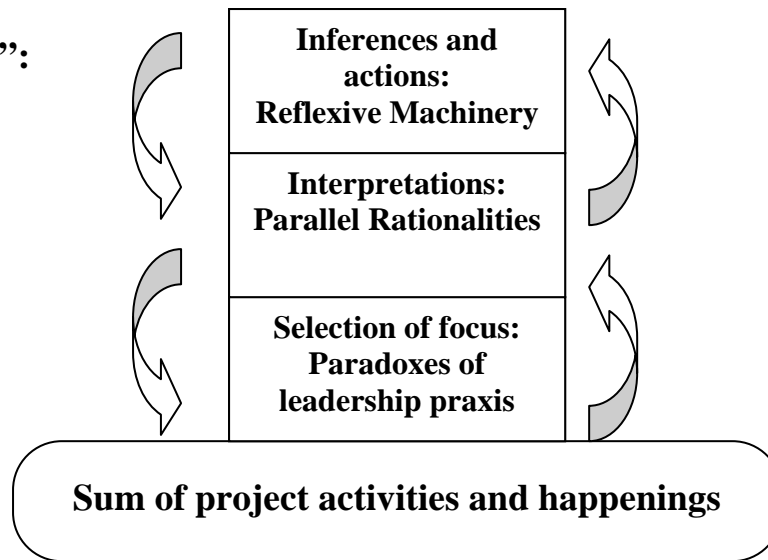 ”:
Inferences and
actions:
Reflexive Machinery
Interpretations:
Parallel Rationalities
Selection of focus:
Paradoxes of
leadership praxis
Sum of project activities and happenings